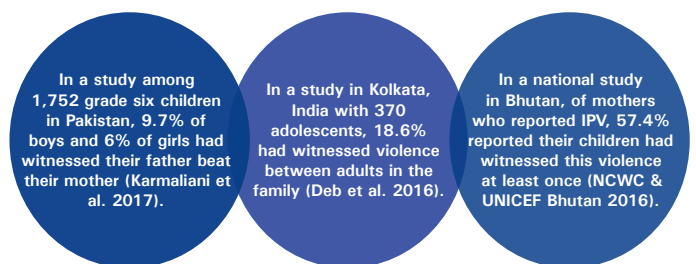 In a study among
1,752 grade six children
in Pakistan, 9.7% of
boys and 6% of girls had
witnessed their father beat
their mother (Karmaliani et
al. 2017).
In a study in Kolkata,
India with 370
adolescents, 18.6%
had witnessed violence
between adults in the
family (Deb et al. 2016).
In a national study
in Bhutan, of mothers
who reported IPV, 57.4%
reported their children had
witnessed this violence
at least once (NCWC &
UNICEF Bhutan 2016).